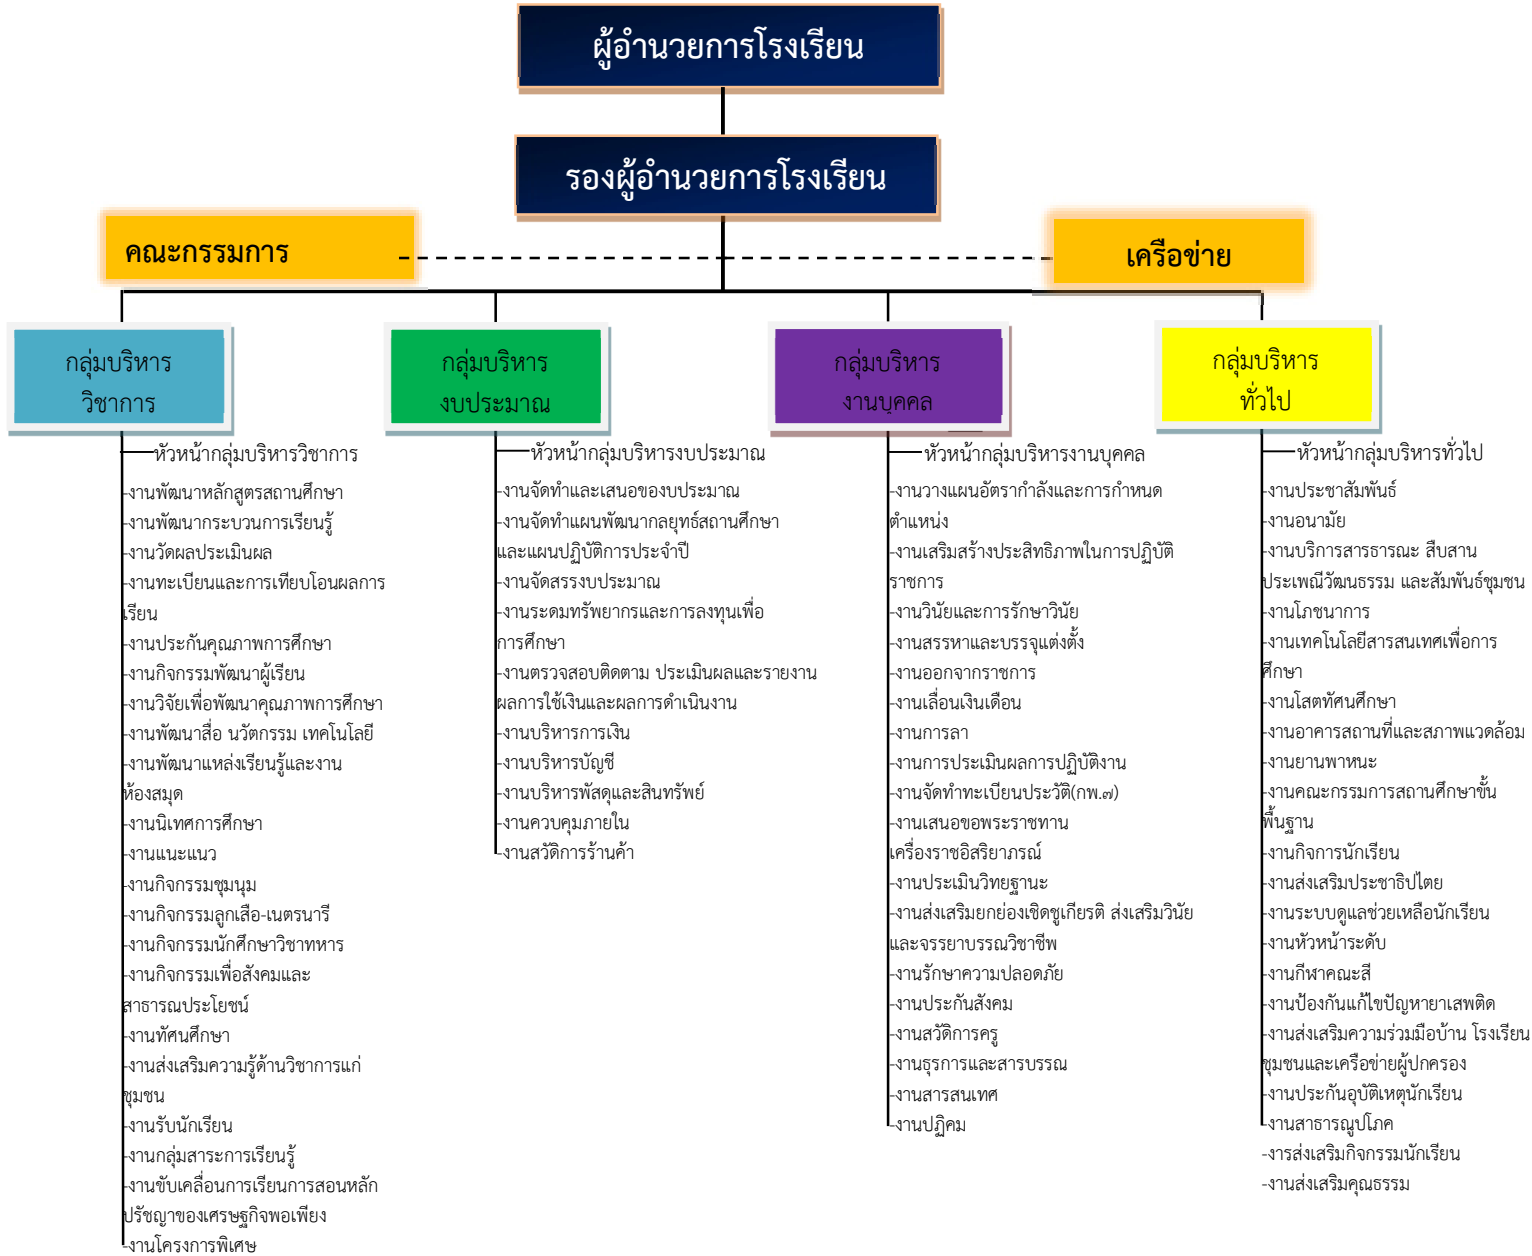 ผู้อำนวยการโรงเรียน
รองผู้อำนวยการโรงเรียน
คณะกรรมการ
เครือข่าย
กลุ่มบริหาร
วิชาการ
หัวหน้ากลุ่มบริหารวิชาการ
-งานพัฒนาหลักสูตรสถานศึกษา
-งานพัฒนากระบวนการเรียนรู้
-งานวัดผลประเมินผล
-งานทะเบียนและการเทียบโอนผลการ
เรียน
-งานประกันคุณภาพการศึกษา
-งานกิจกรรมพัฒนาผู้เรียน
-งานวิจัยเพื่อพัฒนาคุณภาพการศึกษา
-งานพัฒนาสื่อ นวัตกรรม เทคโนโลยี
-งานพัฒนาแหล่งเรียนรู้และงาน
ห้องสมุด
-งานนิเทศการศึกษา
-งานแนะแนว
-งานกิจกรรมชุมนุม
-งานกิจกรรมลูกเสือ-เนตรนารี
-งานกิจกรรมนักศึกษาวิชาทหาร
-งานกิจกรรมเพื่อสังคมและ
สาธารณประโยชน์
-งานทัศนศึกษา
-งานส่งเสริมความรู้ด้านวิชาการแก่
ชุมชน
-งานรับนักเรียน
-งานกลุ่มสาระการเรียนรู้
-งานขับเคลื่อนการเรียนการสอนหลัก
ปรัชญาของเศรษฐกิจพอเพียง
-งานโครงการพิเศษ
กลุ่มบริหาร
งบประมาณ
หัวหน้ากลุ่มบริหารงบประมาณ
-งานจัดทำและเสนอของบประมาณ
-งานจัดทำแผนพัฒนากลยุทธ์สถานศึกษา
และแผนปฏิบัติการประจำปี
-งานจัดสรรงบประมาณ
-งานระดมทรัพยากรและการลงทุนเพื่อ
การศึกษา
-งานตรวจสอบติดตาม ประเมินผลและรายงาน
ผลการใช้เงินและผลการดำเนินงาน
-งานบริหารการเงิน
-งานบริหารบัญชี
-งานบริหารพัสดุและสินทรัพย์
-งานควบคุมภายใน
-งานสวัดิการร้านค้า
กลุ่มบริหาร
งานบุคคล
หัวหน้ากลุ่มบริหารงานบุคคล
-งานวางแผนอัตรากำลังและการกำหนด
ตำแหน่ง
-งานเสริมสร้างประสิทธิภาพในการปฏิบัติ
ราชการ
-งานวินัยและการรักษาวินัย
-งานสรรหาและบรรจุแต่งตั้ง
-งานออกจากราชการ
-งานเลื่อนเงินเดือน
-งานการลา
-งานการประเมินผลการปฏิบัติงาน
-งานจัดทำทะเบียนประวัติ(กพ.๗)
-งานเสนอขอพระราชทาน
เครื่องราชอิสริยาภรณ์
-งานประเมินวิทยฐานะ
-งานส่งเสริมยกย่องเชิดชูเกียรติ ส่งเสริมวินัย
และจรรยาบรรณวิชาชีพ
-งานรักษาความปลอดภัย
-งานประกันสังคม
-งานสวัดิการครู
-งานธุรการและสารบรรณ
-งานสารสนเทศ
-งานปฏิคม
กลุ่มบริหาร
ทั่วไป
หัวหน้ากลุ่มบริหารทั่วไป
-งานประชาสัมพันธ์
-งานอนามัย
-งานบริการสารธารณะ สืบสาน
ประเพณีวัฒนธรรม และสัมพันธ์ชุมชน
-งานโภชนาการ
-งานเทคโนโลยีสารสนเทศเพื่อการ
ศึกษา
-งานโสตทัศนศึกษา
-งานอาคารสถานที่และสภาพแวดล้อม
-งานยานพาหนะ
-งานคณะกรรมการสถานศึกษาขั้น
พื้นฐาน
-งานกิจการนักเรียน
-งานส่งเสริมประชาธิปไตย
-งานระบบดูแลช่วยเหลือนักเรียน
-งานหัวหน้าระดับ
-งานกีฬาคณะสี
-งานป้องกันแก้ไขปัญหายาเสพติด
-งานส่งเสริมความร่วมมือบ้าน โรงเรียน
ชุมชนและเครือข่ายผู้ปกครอง
-งานประกันอุบัติเหตุนักเรียน
-งานสาธารณูปโภค
-งารส่งเสริมกิจกรรมนักเรียน
-งานส่งเสริมคุณธรรม